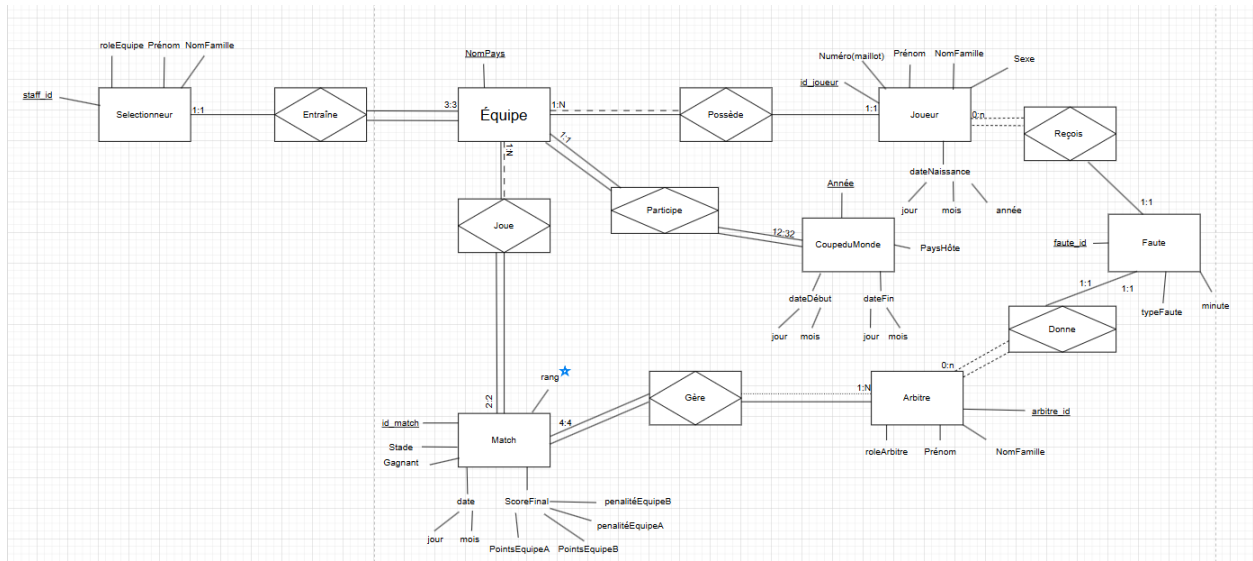 roleEquipe Prénom NomFamille
staff_id
Selectionneur
1:1
Entraîne
3:3
NomPays
Équipe
1:N
Possède
1:1
Numéro(maillot)
Prénom
NomFamille
Sexe
id_joueur
Joueur
0:n
Reçois
dateNaissance
jour mois année
1:1
Participe
12:32
Année
CoupeduMonde
PaysHôte
dateDébut
jour mois
dateFin
jour mois
1:1
faute_id
Faute
typeFaute
minute
1:1
1:1
Donne
0:n
1:N
Joue
2:2
rang
id_match
Stade
Gagnant
Match
4:4
Gère
1:N
Arbitre
arbitre_id
roleArbitre Prénom NomFamille
date
jour mois
ScoreFinal
penalitéEquipeB
penalitéEquipeA
PointsEquipeA PointsEquipeB